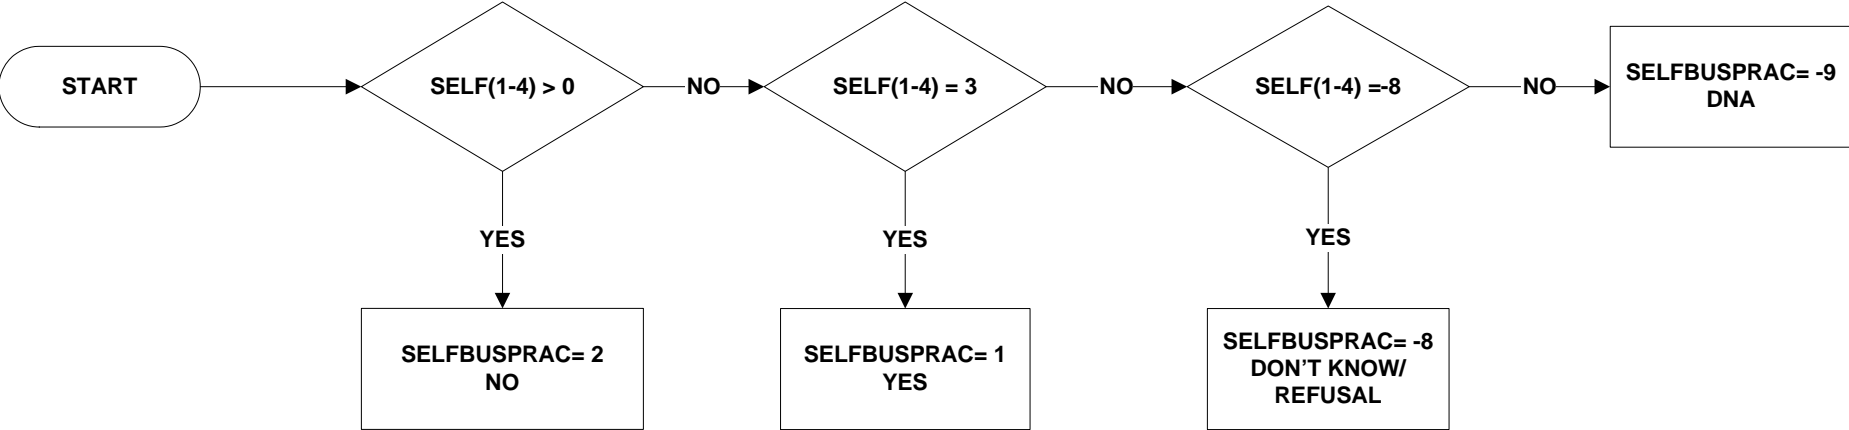 START
SELF(1-4) > 0
NO
SELF(1-4) = 3
NO
SELF(1-4) =-8
NO
SELFBUSPRAC= -9
DNA
YES
YES
YES
SELFBUSPRAC= 2
NO
SELFBUSPRAC= 1
YES
SELFBUSPRAC= -8
DON'T KNOW/
REFUSAL